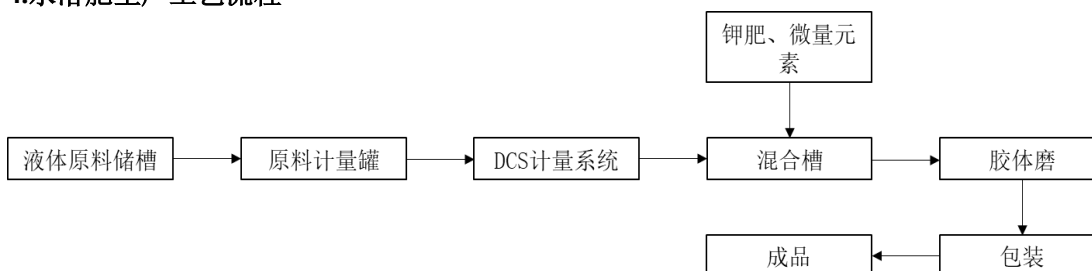 钾肥、微量元
素
液体原料储槽
原料计量罐
DCS计量系统
混合槽
胶体磨
成品
包装